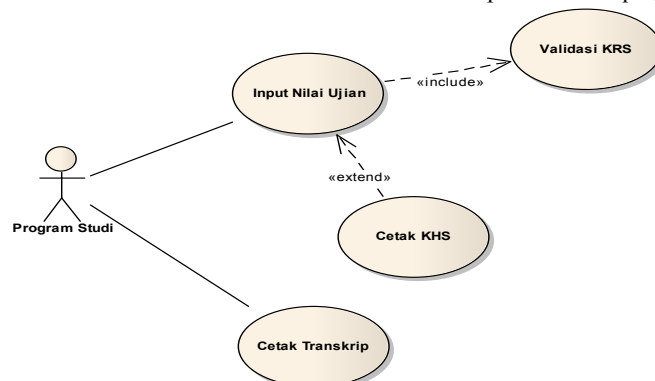 Validasi KRS
Input Nilai Ujian
«include»
«extend»
Program Studi
Cetak KHS
Cetak Transkrip